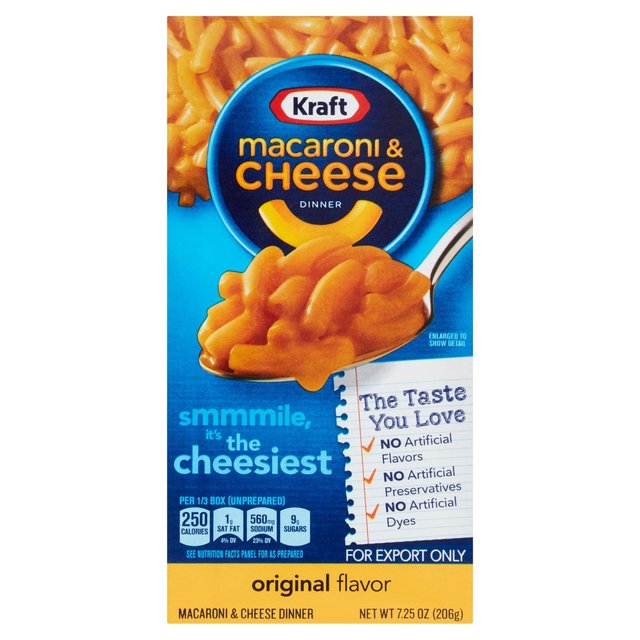 Kraft
macaroni &
CHEESE
DINNER
ENLARGED TO
SHOW DETAIL
smmmile,
it's the
cheesiest
The Taste
You Love
NO Artificial
Flavors
NO Artificial
Preservatives
NO Artificial
Dyes
PER 1/3 BOX (UNPREPARED)
250
CALORIES
1g
SAT FAT
4% DV
560mg
SODIUM
23% DV
9g
SUGARS
SEE NUTRITION FACTS PANEL FOR AS PREPARED
FOR EXPORT ONLY
original flavor
MACARONI & CHEESE DINNER
NET WT 7.25 OZ (206g)